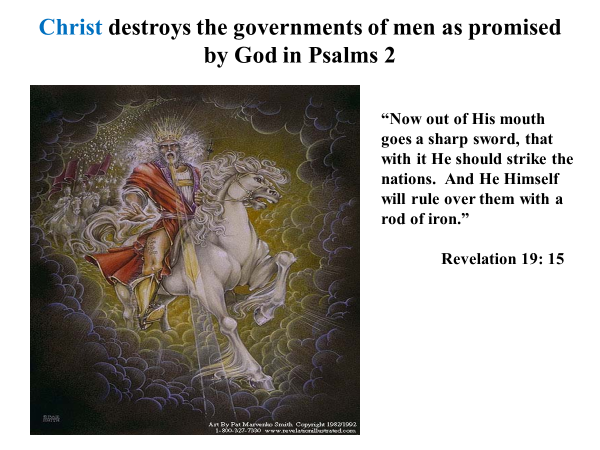 Christ destroys the governments of men as promised
by God in Psalms 2
“Now out of His mouth
goes a sharp sword, that
with it He should strike the
nations.  And He Himself
will rule over them with a
rod of iron.”
Revelation 19: 15
Art By Pat Marvenko Smith  Copyright 1982/1992
1-800-327-7330  www.revelationillustrated.com